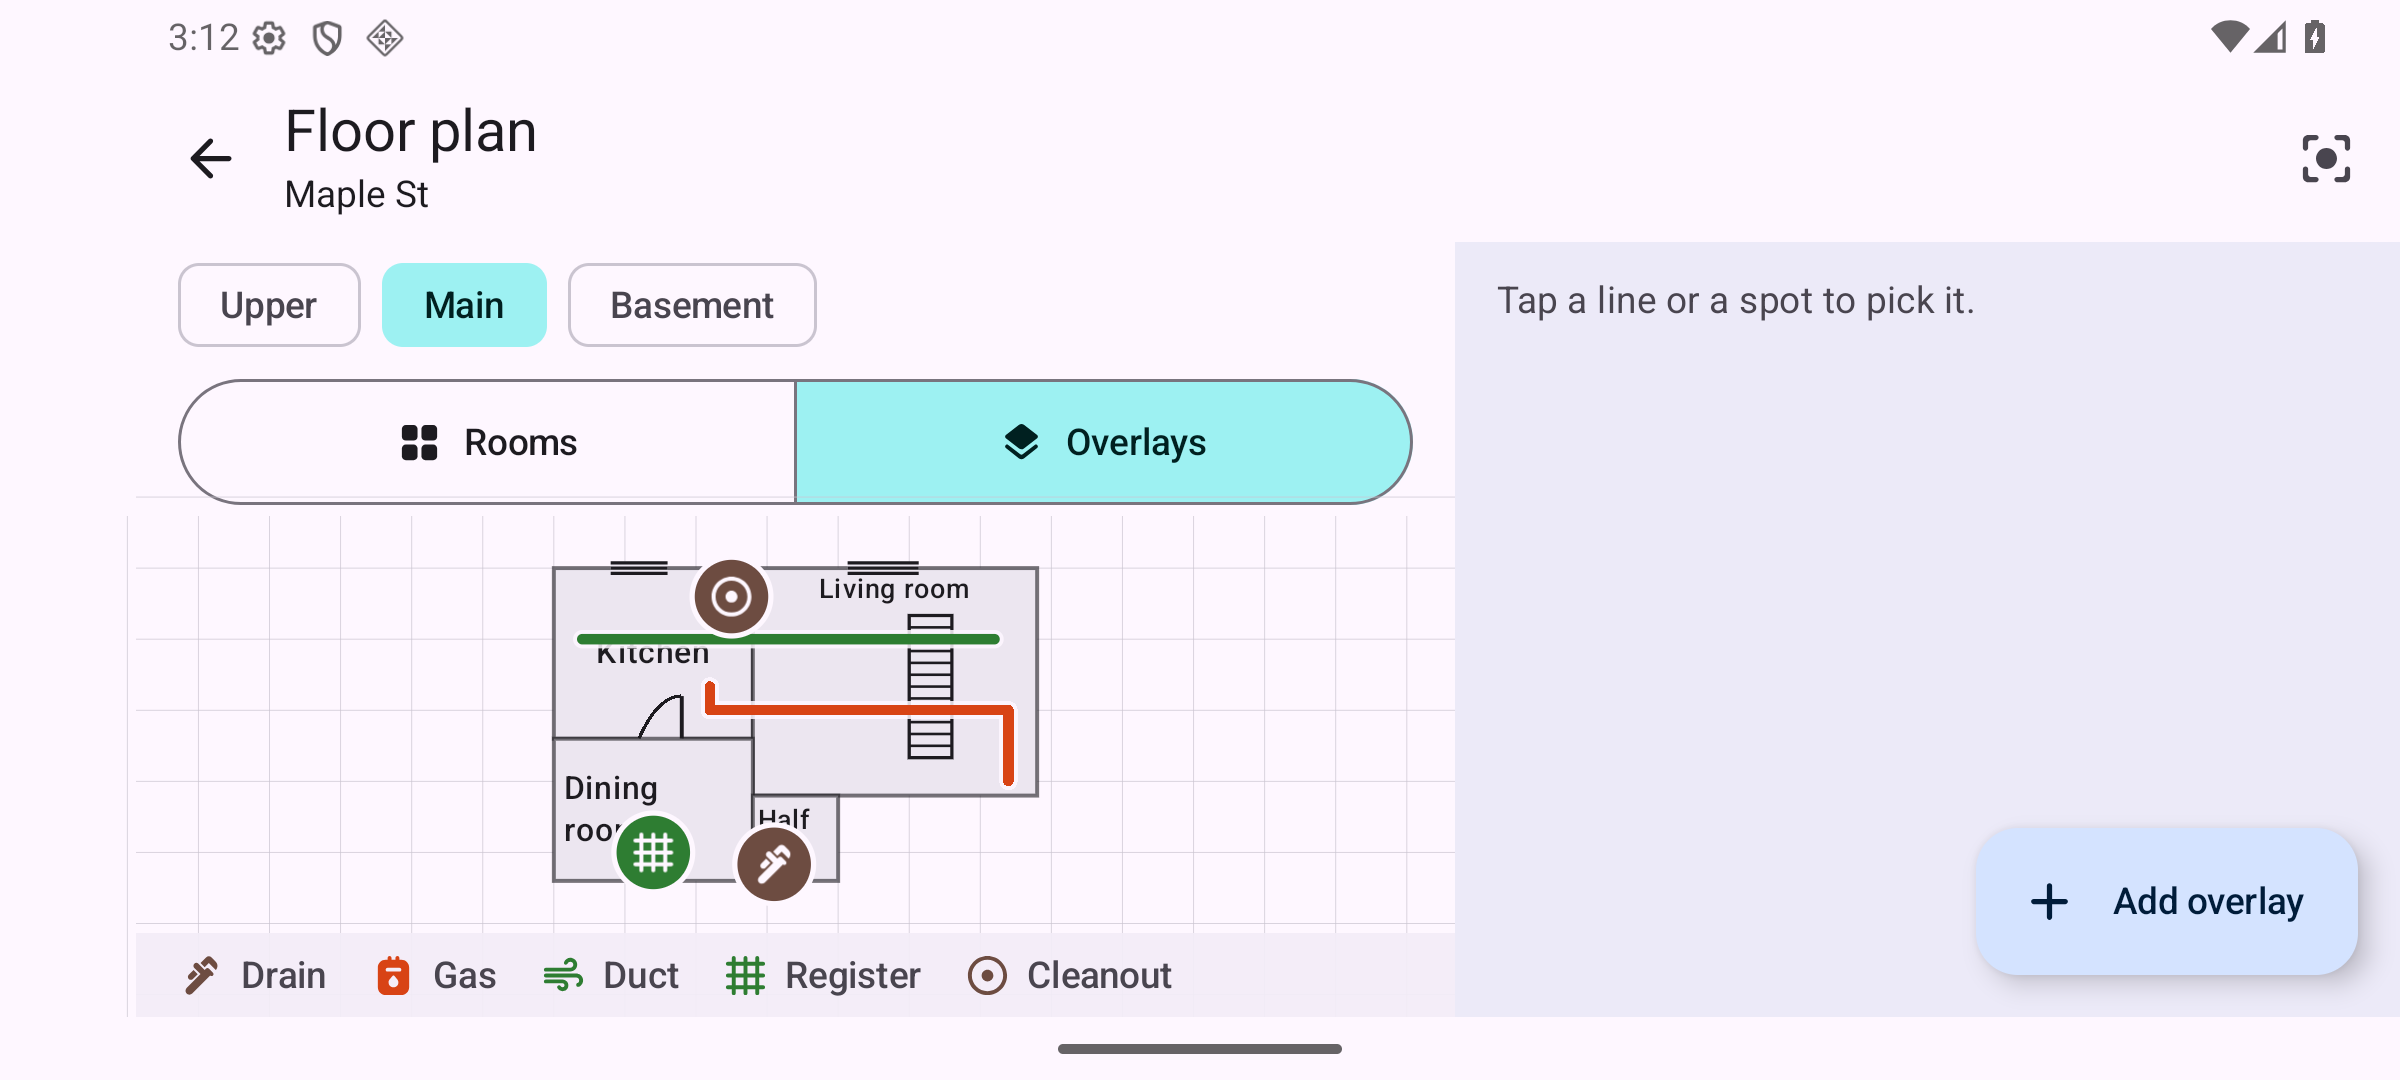 3:12
Floor plan
Maple St
Upper
Main
Basement
Tap a line or a spot to pick it.
Rooms
Overlays
Living room
Kitchen
Dining
Half
Add overlay
Drain
Gas
Duct
Register
Cleanout